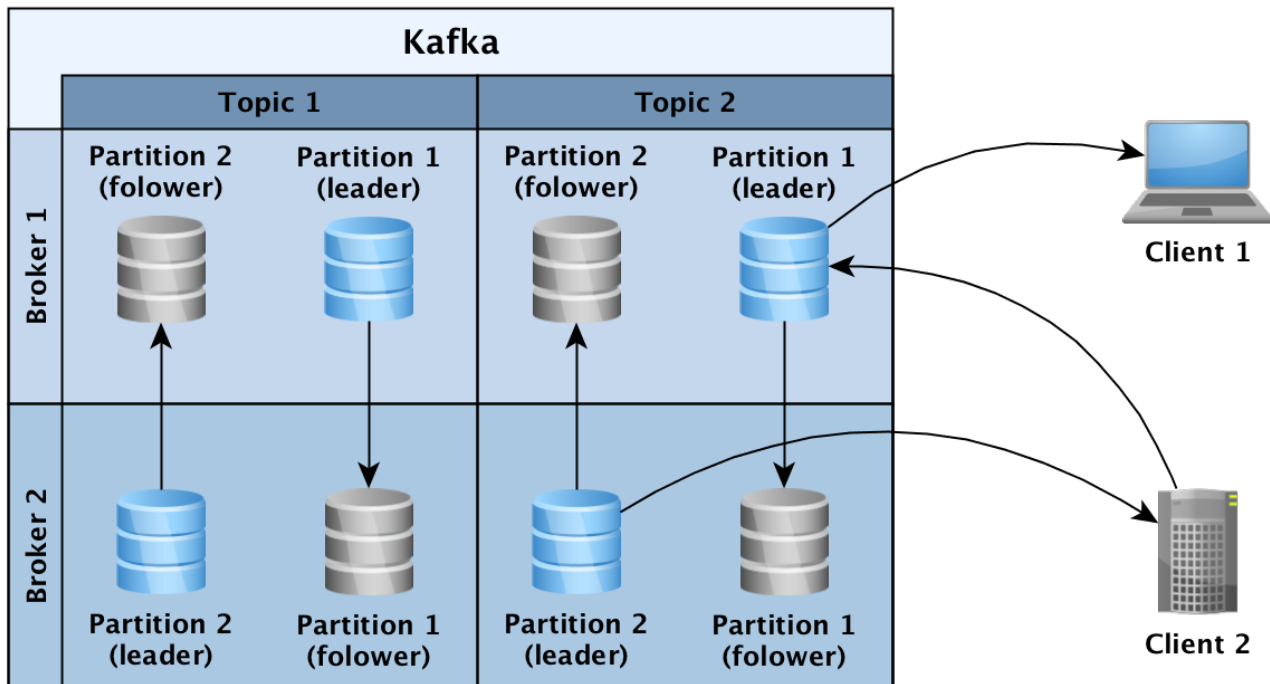 Kafka
Topic 1
Topic 2
Broker 1
Partition 2
(folower)
Partition 1
(leader)
Partition 2
(folower)
Partition 1
(leader)
Client 1
Broker 2
Partition 2
(leader)
Partition 1
(folower)
Partition 2
(leader)
Partition 1
(folower)
Client 2